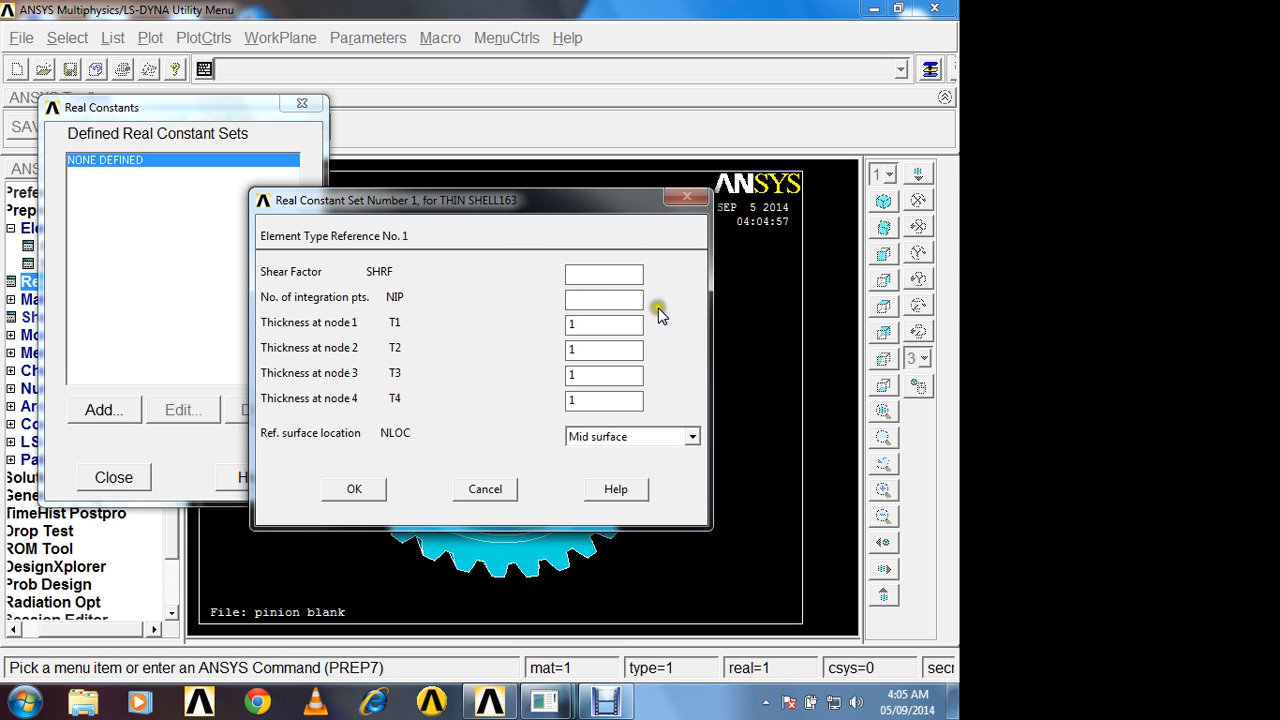 ANSYS Multiphysics/LS-DYNA Utility Menu
File Select List Plot PlotCtrls WorkPlane Parameters Macro MenuCtrls Help
ANSYS
Real Constants
Defined Real Constant Sets
NONE DEFINED
Add...
Edit...
Close
Real Constant Set Number 1, for THIN SHELL163
Element Type Reference No. 1
Shear Factor SHRF
No. of integration pts. NIP
Thickness at node 1 T1 1
Thickness at node 2 T2 1
Thickness at node 3 T3 1
Thickness at node 4 T4 1
Ref. surface location NLOC Mid surface
OK Cancel Help
ANSYS
SEP 5 2014
04:04:57
1
3
TimeHist Postpro
Drop Test
ROM Tool
DesignXplorer
Prob Design
Radiation Opt
Session Editor
File: pinion blank
Pick a menu item or enter an ANSYS Command (PREP7) mat=1 type=1 real=1 csys=0 secn
4:05 AM
05/09/2014